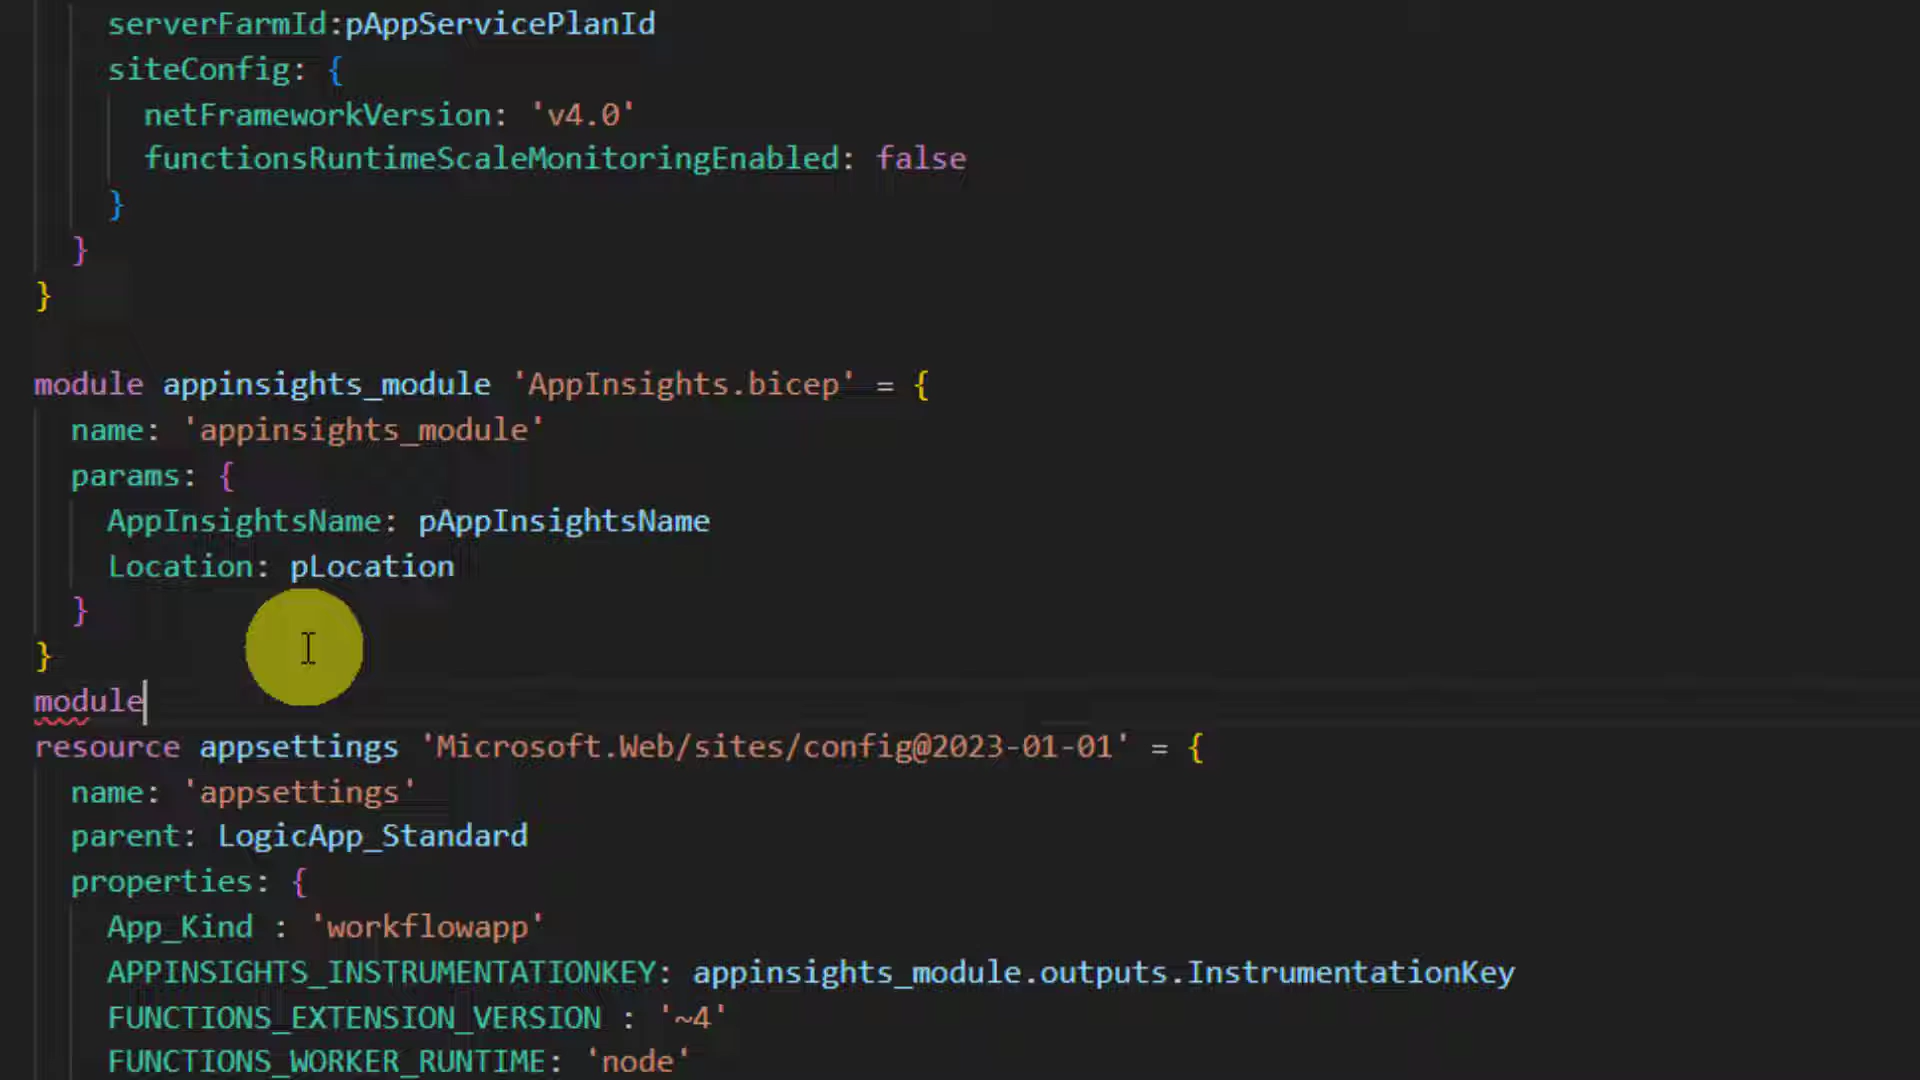 serverFarmId:pAppServicePlanId
siteConfig: {
netFrameworkVersion: 'v4.0'
functionsRuntimeScaleMonitoringEnabled: false
}
}
}
module appinsights_module 'AppInsights.bicep' = {
name: 'appinsights_module'
params: {
AppInsightsName: pAppInsightsName
Location: pLocation
}
}
module
resource appsettings 'Microsoft.Web/sites/config@2023-01-01' = {
name: 'appsettings'
parent: LogicApp_Standard
properties: {
App_Kind : 'workflowapp'
APPINSIGHTS_INSTRUMENTATIONKEY: appinsights_module.outputs.InstrumentationKey
FUNCTIONS_EXTENSION_VERSION : '~4'
FUNCTIONS_WORKER_RUNTIME: 'node'